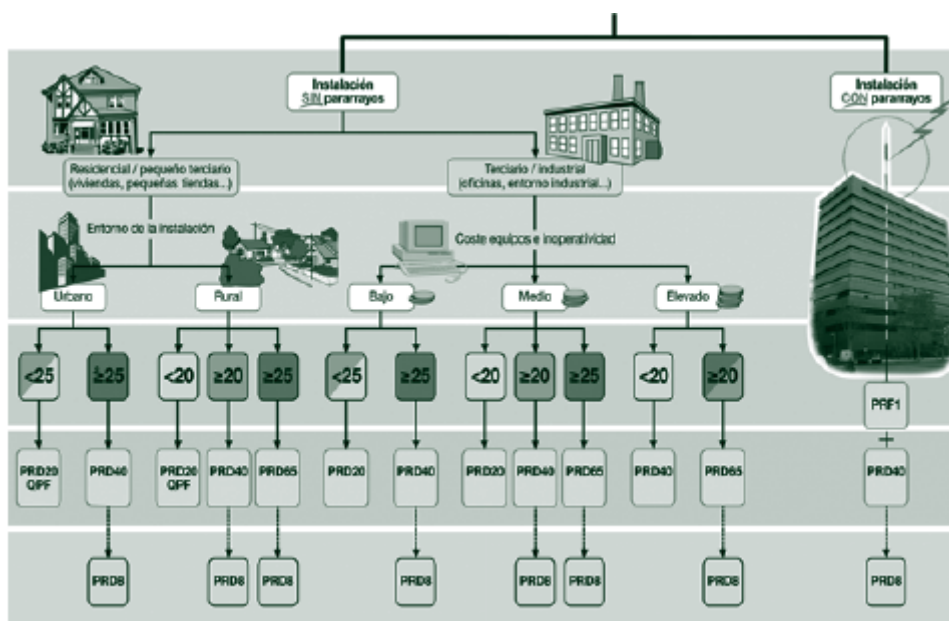 Instalación
SIN pararrayos
Instalación
CON pararrayos
Residencial / pequeño terciario
(viviendas, pequeñas tiendas...)
Terciario / industrial
(oficinas, entorno industrial...)
Entorno de la instalación
Coste equipos e inoperatividad
Urbano
Rural
Bajo
Medio
Elevado
<25
≥25
<20
≥20
≥25
<25
≥25
<20
≥20
≥25
<20
≥20
PRF1
+
PRD20
QPF
PRD40
PRD20
QPF
PRD40
PRD65
PRD20
PRD40
PRD20
PRD40
PRD65
PRD40
PRD65
PRD40
PRD8
PRD8
PRD8
PRD8
PRD8
PRD8
PRD8
PRD8